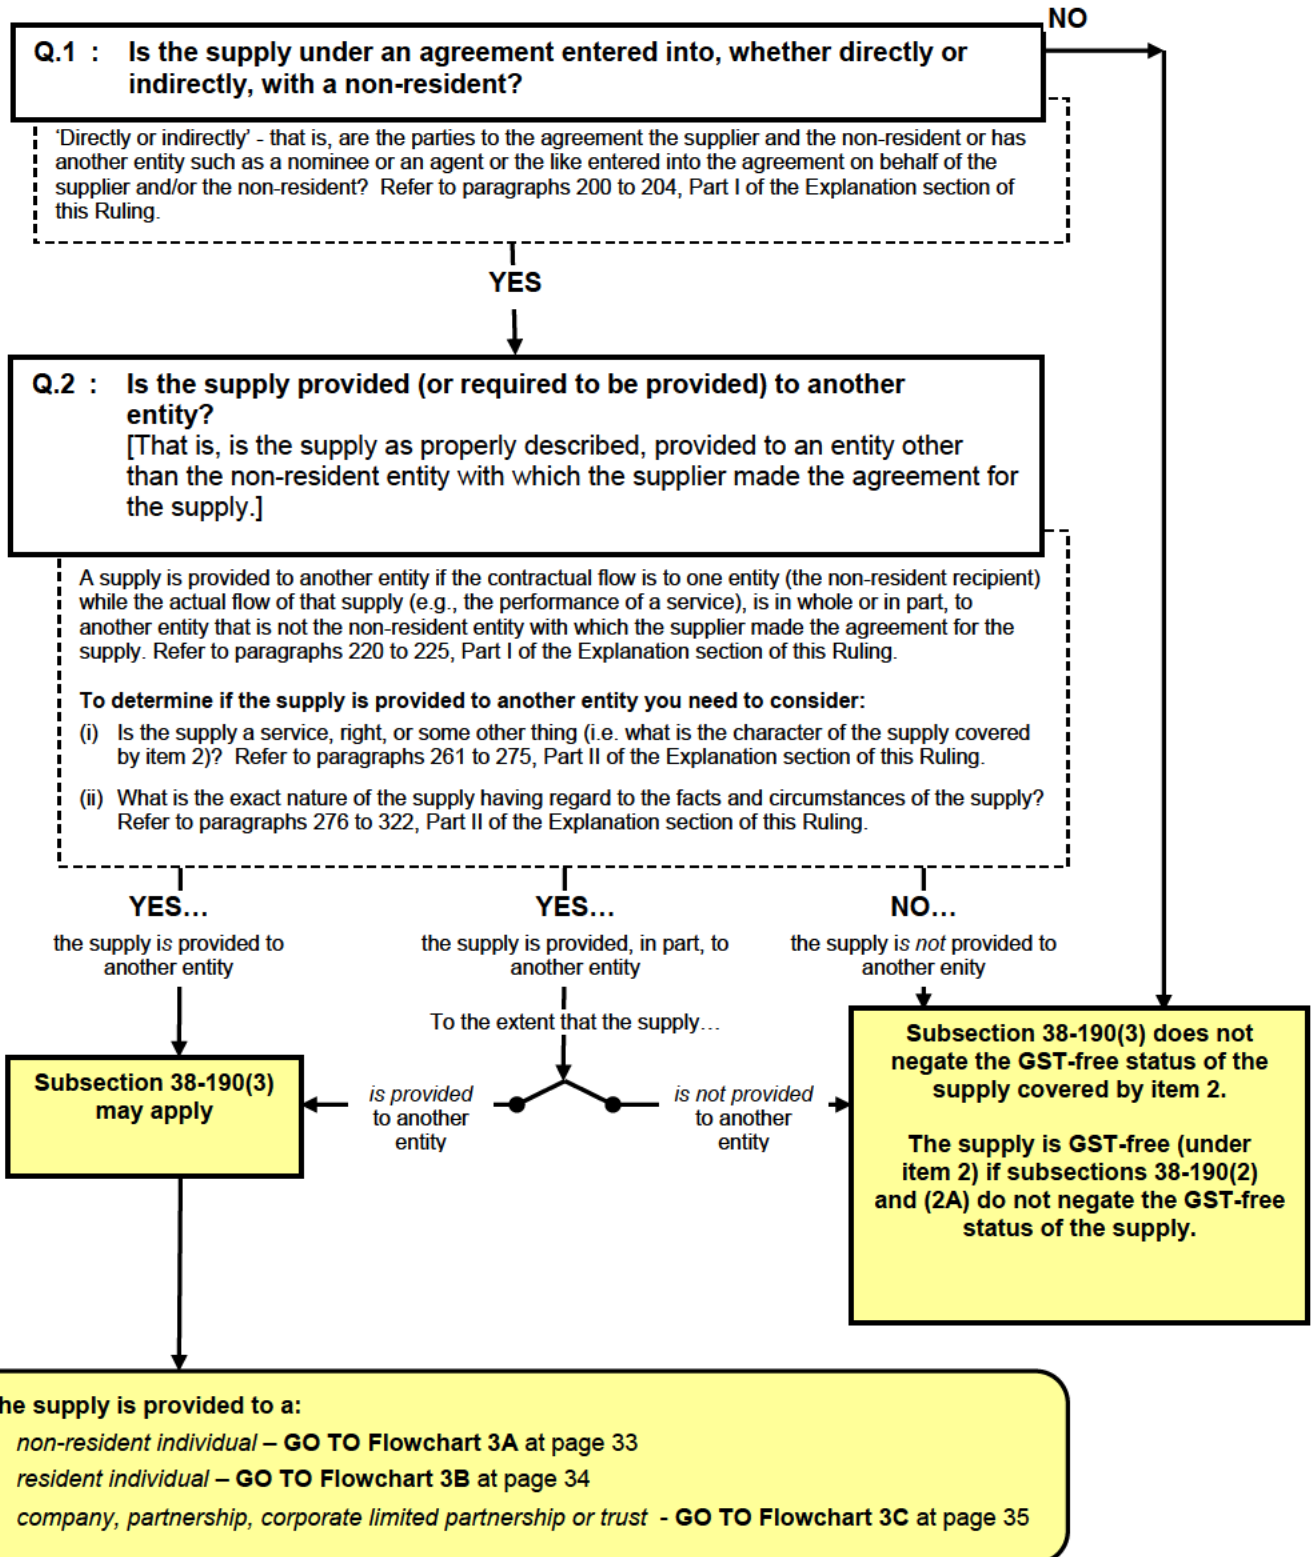 NO
Q.1 : Is the supply under an agreement entered into, whether directly or
indirectly, with a non-resident?
'Directly or indirectly' - that is, are the parties to the agreement the supplier and the non-resident or has
another entity such as a nominee or an agent or the like entered into the agreement on behalf of the
supplier and/or the non-resident? Refer to paragraphs 200 to 204, Part I of the Explanation section of
this Ruling.
YES
Q.2 : Is the supply provided (or required to be provided) to another
entity?
[That is, is the supply as properly described, provided to an entity other
than the non-resident entity with which the supplier made the agreement for
the supply.]
A supply is provided to another entity if the contractual flow is to one entity (the non-resident recipient)
while the actual flow of that supply (e.g., the performance of a service), is in whole or in part, to
another entity that is not the non-resident entity with which the supplier made the agreement for the
supply. Refer to paragraphs 220 to 225, Part I of the Explanation section of this Ruling.
To determine if the supply is provided to another entity you need to consider:
(i) Is the supply a service, right, or some other thing (i.e. what is the character of the supply covered
by item 2)? Refer to paragraphs 261 to 275, Part II of the Explanation section of this Ruling.
(ii) What is the exact nature of the supply having regard to the facts and circumstances of the supply?
Refer to paragraphs 276 to 322, Part II of the Explanation section of this Ruling.
YES…
the supply is provided to
another entity
YES…
the supply is provided, in part, to
another entity
NO…
the supply is not provided to
another enity
To the extent that the supply…
Subsection 38-190(3)
may apply
is provided
to another
entity
is not provided
to another
entity
Subsection 38-190(3) does not
negate the GST-free status of the
supply covered by item 2.
The supply is GST-free (under
item 2) if subsections 38-190(2)
and (2A) do not negate the GST-free
status of the supply.
he supply is provided to a:
non-resident individual – GO TO Flowchart 3A at page 33
resident individual – GO TO Flowchart 3B at page 34
company, partnership, corporate limited partnership or trust - GO TO Flowchart 3C at page 35